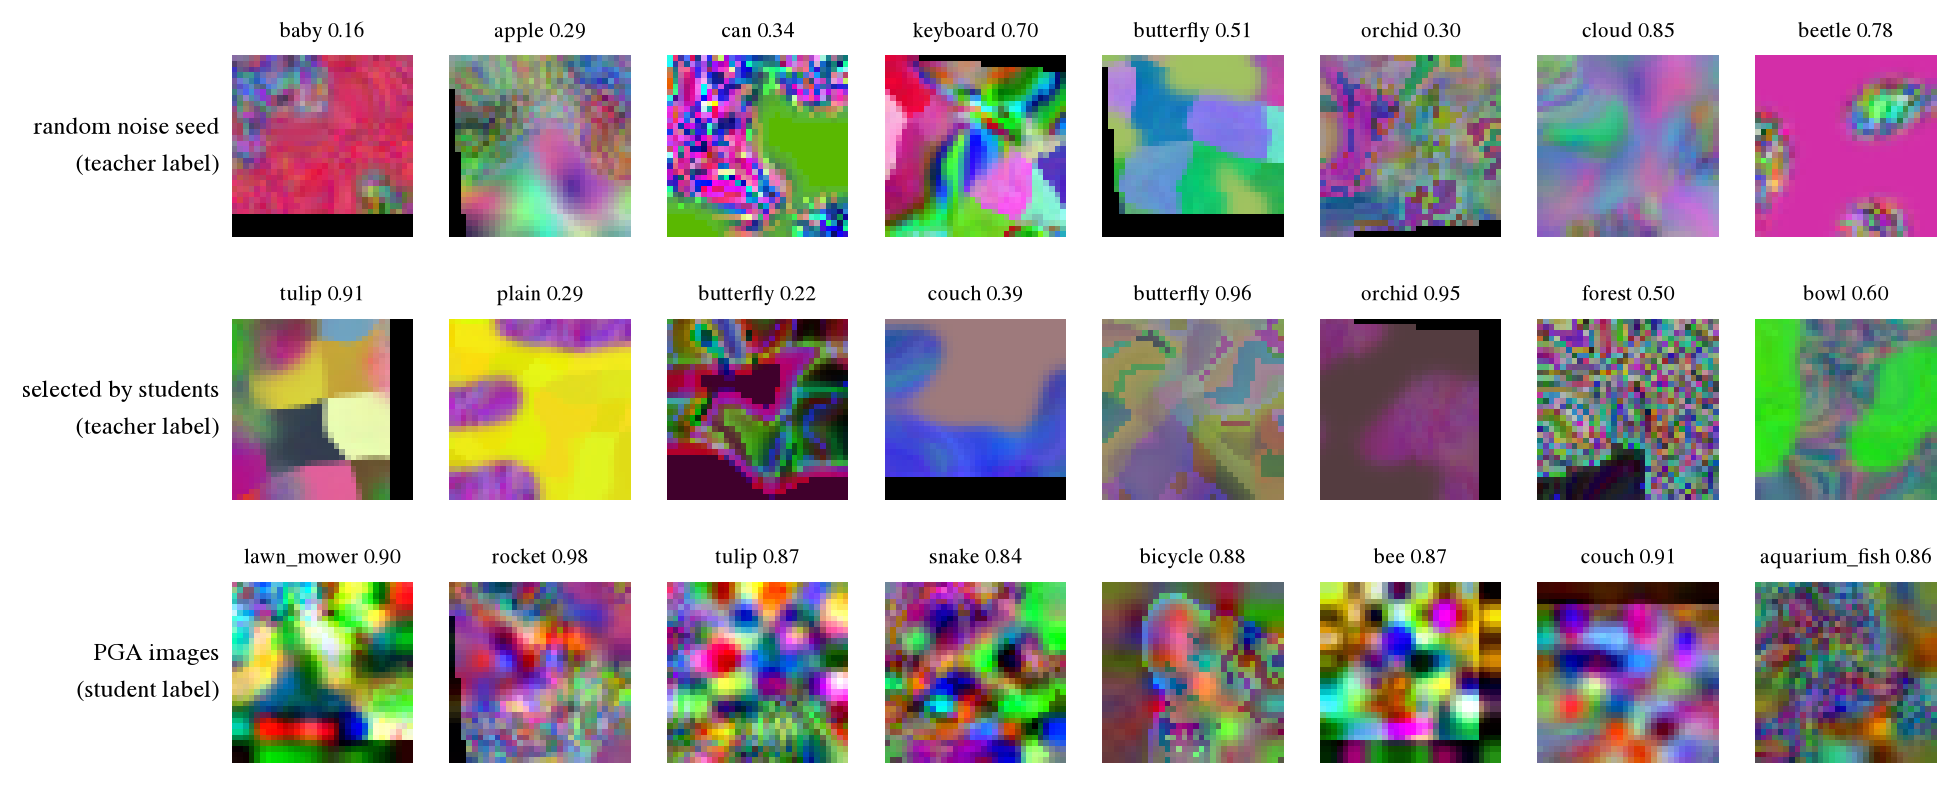 baby 0.16 apple 0.29 can 0.34 keyboard 0.70 butterfly 0.51 orchid 0.30 cloud 0.85 beetle 0.78
random noise seed
(teacher label)
tulip 0.91 plain 0.29 butterfly 0.22 couch 0.39 butterfly 0.96 orchid 0.95 forest 0.50 bowl 0.60
selected by students
(teacher label)
lawn_mower 0.90 rocket 0.98 tulip 0.87 snake 0.84 bicycle 0.88 bee 0.87 couch 0.91 aquarium_fish 0.86
PGA images
(student label)